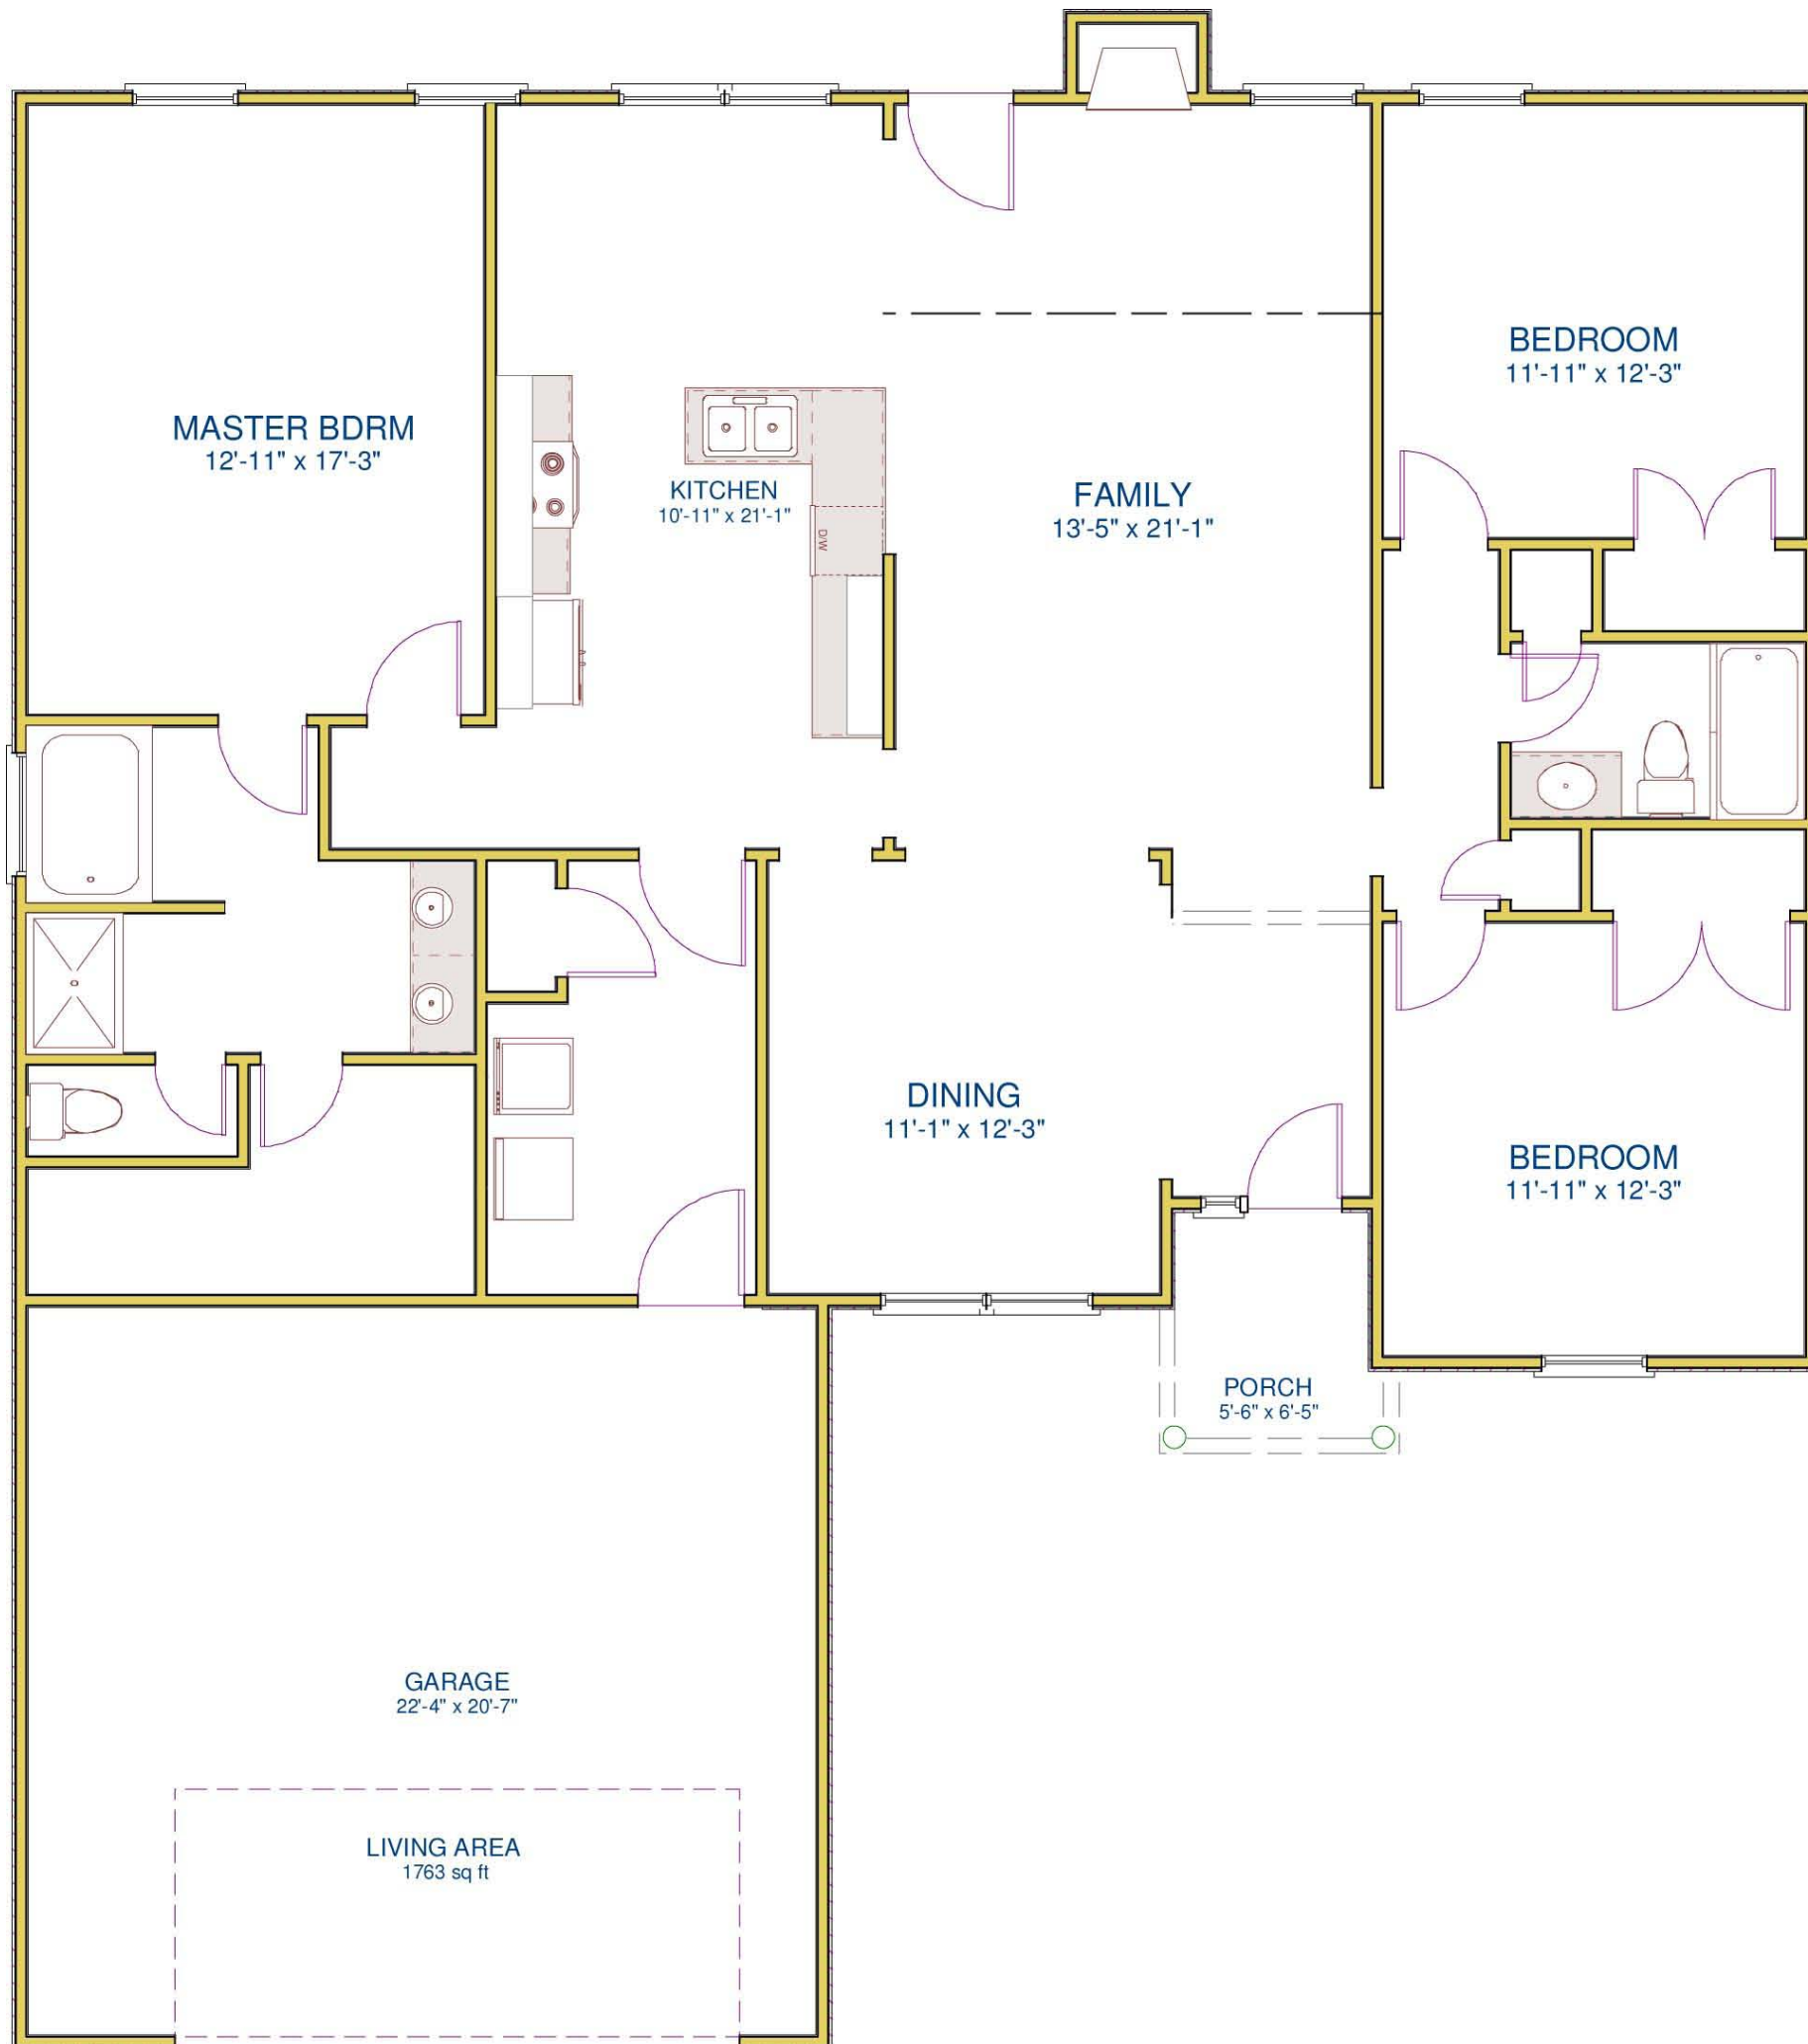 BEDROOM
11'-11" x 12'-3"
MASTER BDRM
12'-11" x 17'-3"
KITCHEN
10'-11" x 21'-1"
FAMILY
13'-5" x 21'-1"
D/W
DINING
11'-1" x 12'-3"
BEDROOM
11'-11" x 12'-3"
PORCH
5'-6" x 6'-5"
GARAGE
22'-4" x 20'-7"
LIVING AREA
1763 sq ft